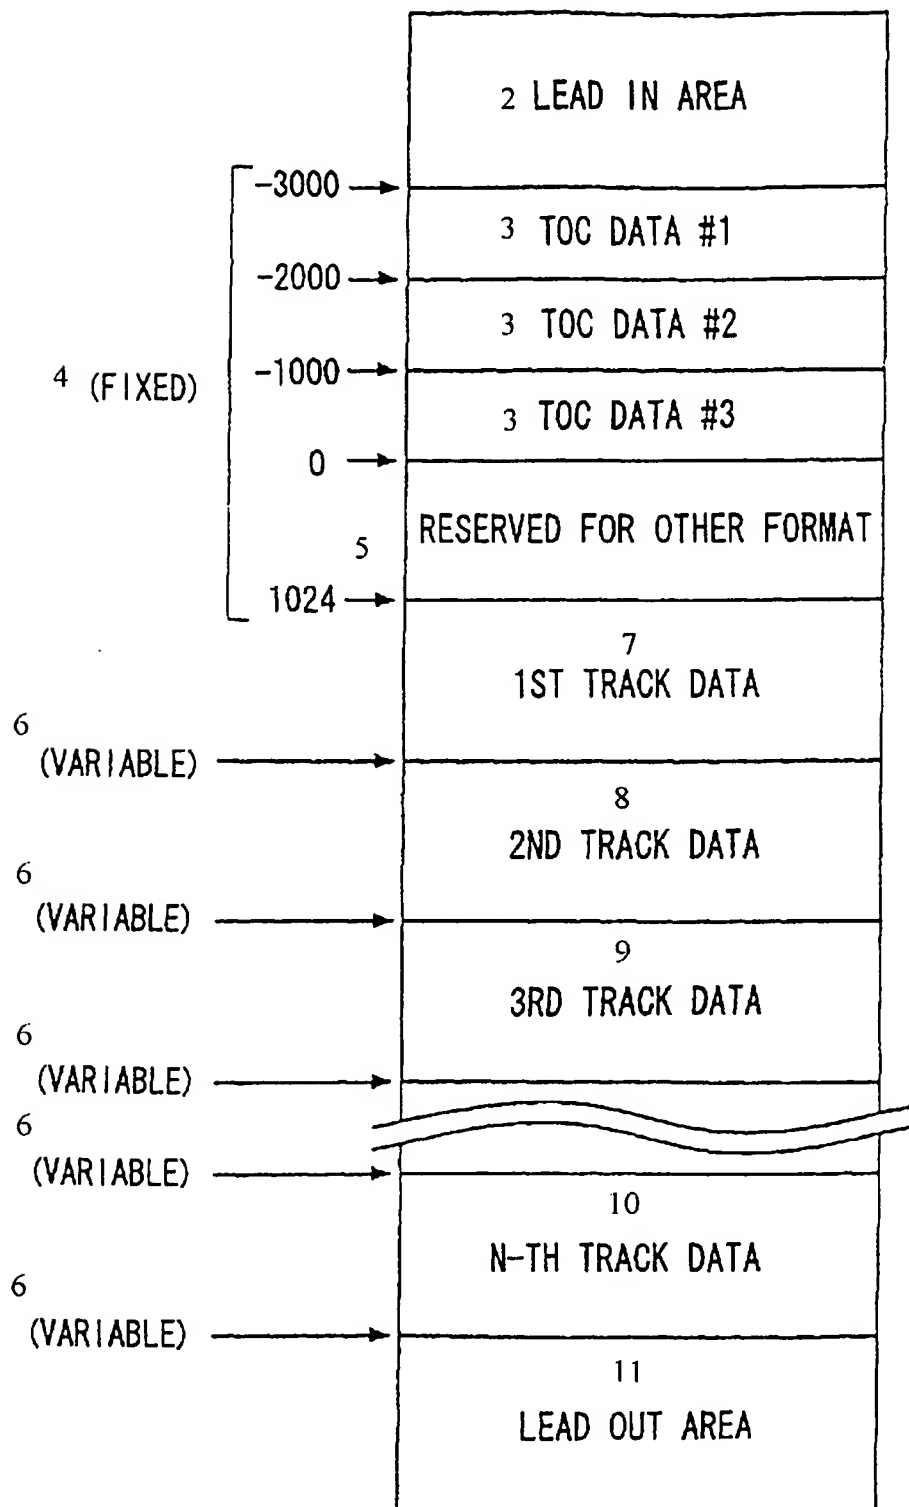 2 LEAD IN AREA
-3000
3 TOC DATA #1
-2000
3 TOC DATA #2
-1000
4 (FIXED)
3 TOC DATA #3
0
RESERVED FOR OTHER FORMAT
5
1024
7
1ST TRACK DATA
6
(VARIABLE)
8
2ND TRACK DATA
6
(VARIABLE)
9
3RD TRACK DATA
6
(VARIABLE)
6
(VARIABLE)
10
N-TH TRACK DATA
6
(VARIABLE)
11
LEAD OUT AREA